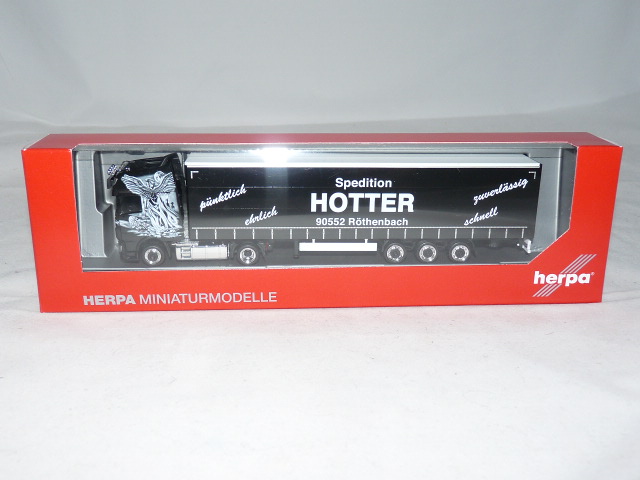 pünktlich
ehrlich
Spedition
HOTTER
90552 Röthenbach
zuverlässig
schnell
HERPA MINIATURMODELLE
herpa